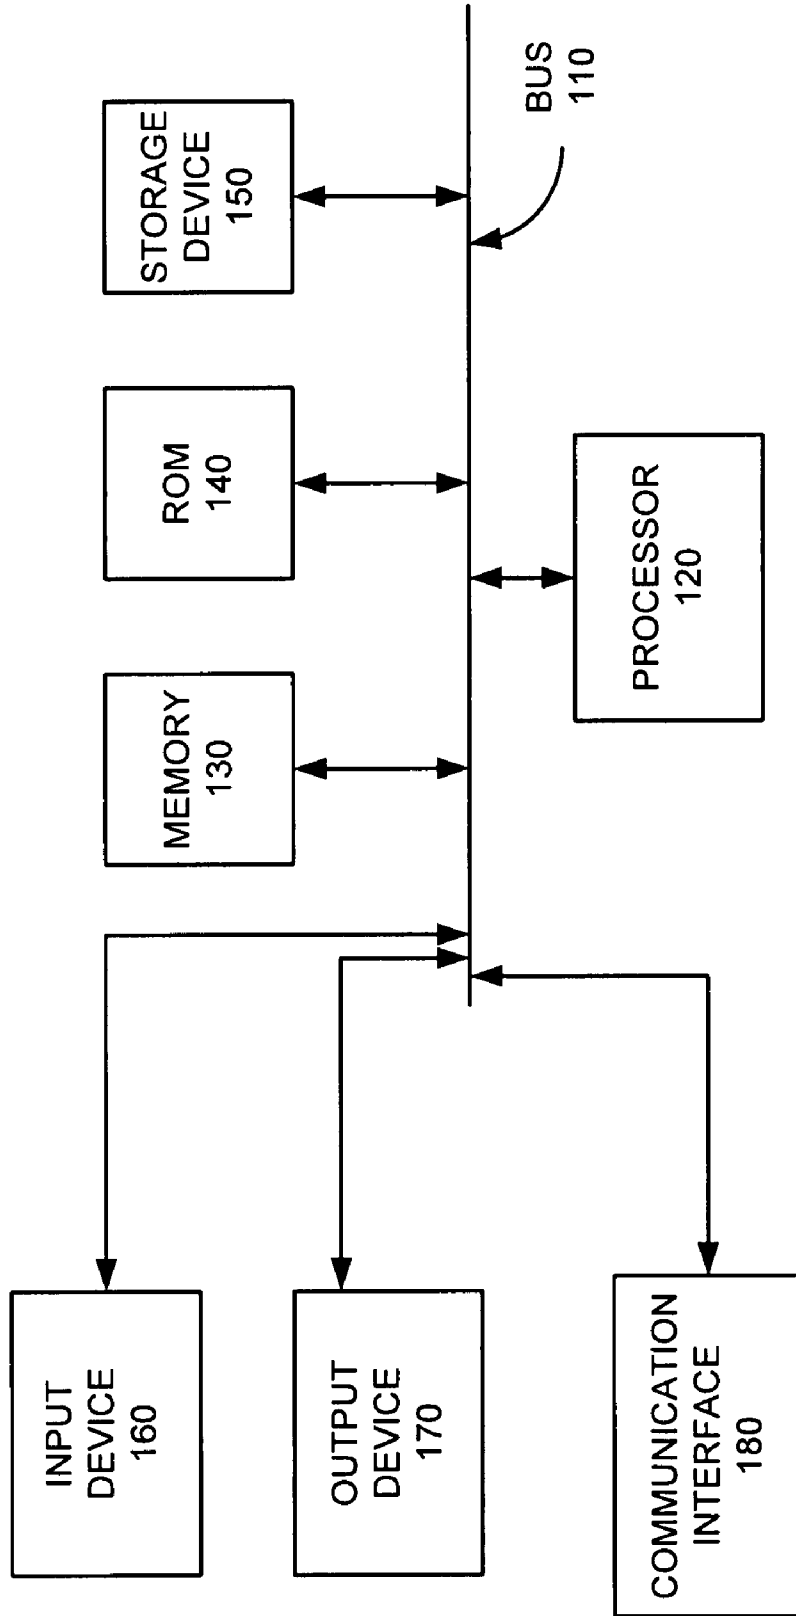 INPUT
DEVICE
160
OUTPUT
DEVICE
170
COMMUNICATION
INTERFACE
180
MEMORY
130
ROM
140
STORAGE
DEVICE
150
PROCESSOR
120
BUS
110